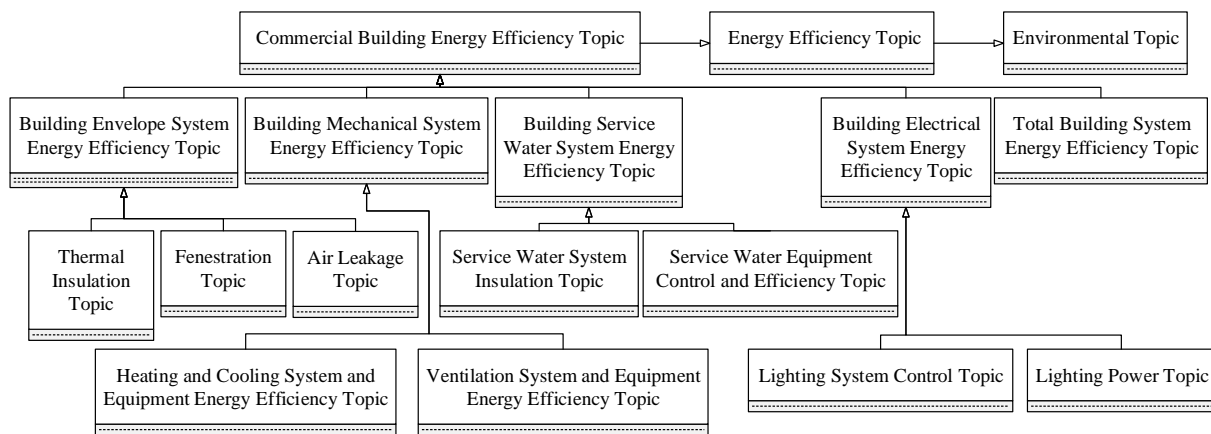 Commercial Building Energy Efficiency Topic
Energy Efficiency Topic
Environmental Topic
Building Envelope System
Energy Efficiency Topic
Building Mechanical System
Energy Efficiency Topic
Building Service
Water System Energy
Efficiency Topic
Building Electrical
System Energy
Efficiency Topic
Total Building System
Energy Efficiency Topic
Thermal
Insulation
Topic
Fenestration
Topic
Air Leakage
Topic
Service Water System
Insulation Topic
Service Water Equipment
Control and Efficiency Topic
Heating and Cooling System and
Equipment Energy Efficiency Topic
Ventilation System and Equipment
Energy Efficiency Topic
Lighting System Control Topic
Lighting Power Topic